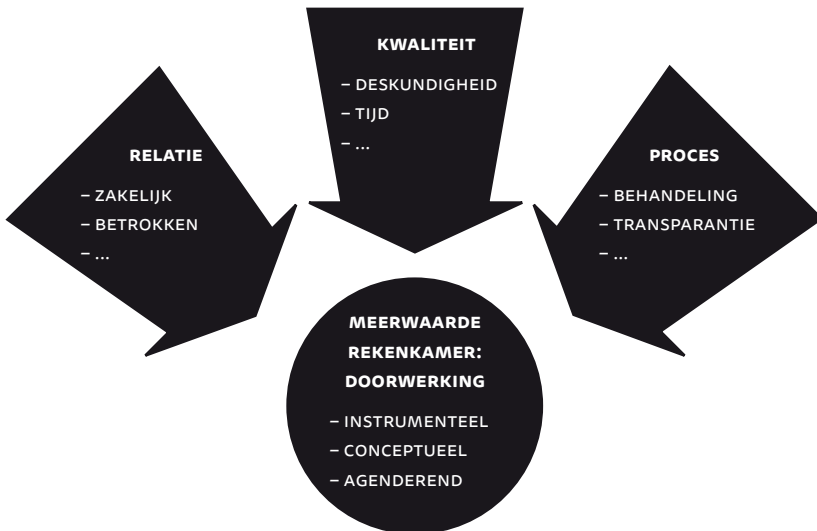 RELATIE
– ZAKELIJK
– BETROKKEN
– ...
KWALITEIT
– DESKUNDIGHEID
– TIJD
– ...
PROCES
– BEHANDELING
– TRANSPARANTIE
– ...
MEERWAARDE
REKENKAMER:
DOORWERKING
– INSTRUMENTEEL
– CONCEPTUEEL
– AGENDEREND